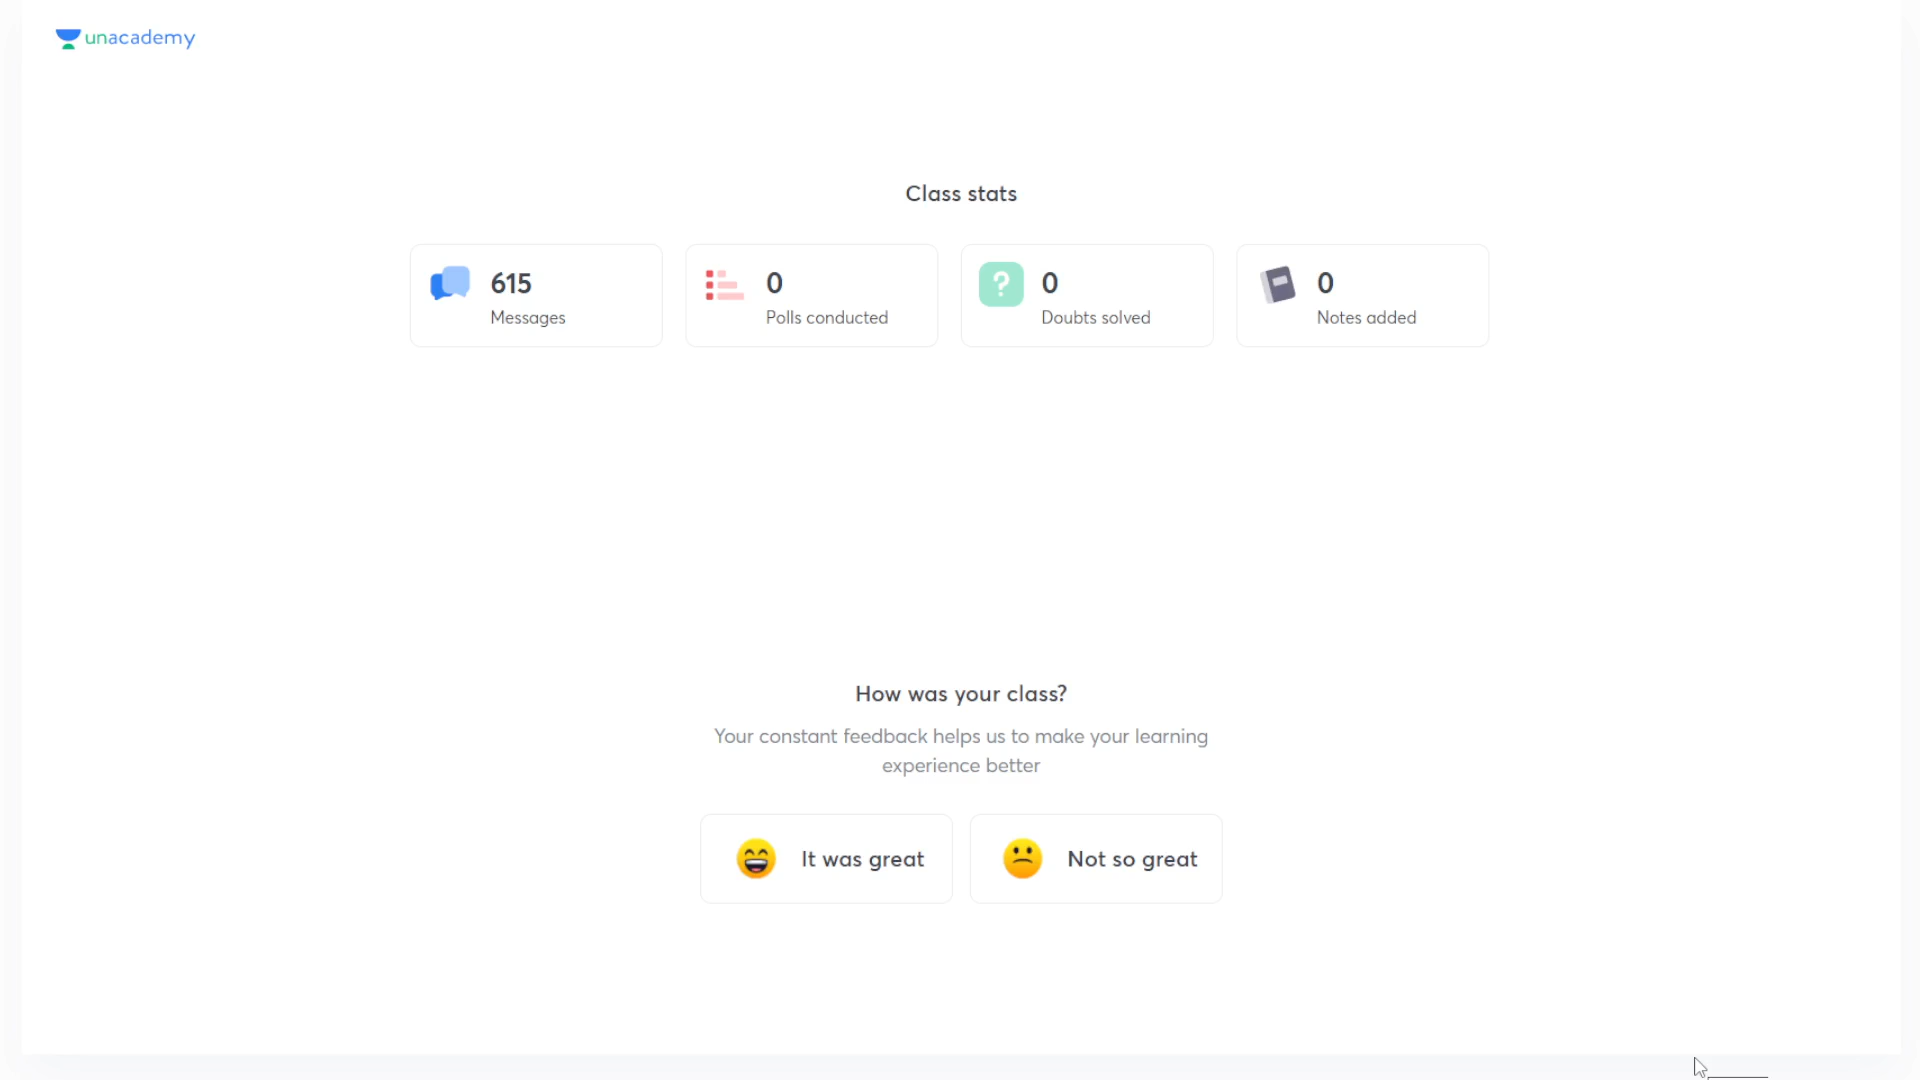 unacademy
Class stats
615
Messages
0
Polls conducted
?
0
Doubts solved
0
Notes added
How was your class?
Your constant feedback helps us to make your learning
experience better
It was great
Not so great